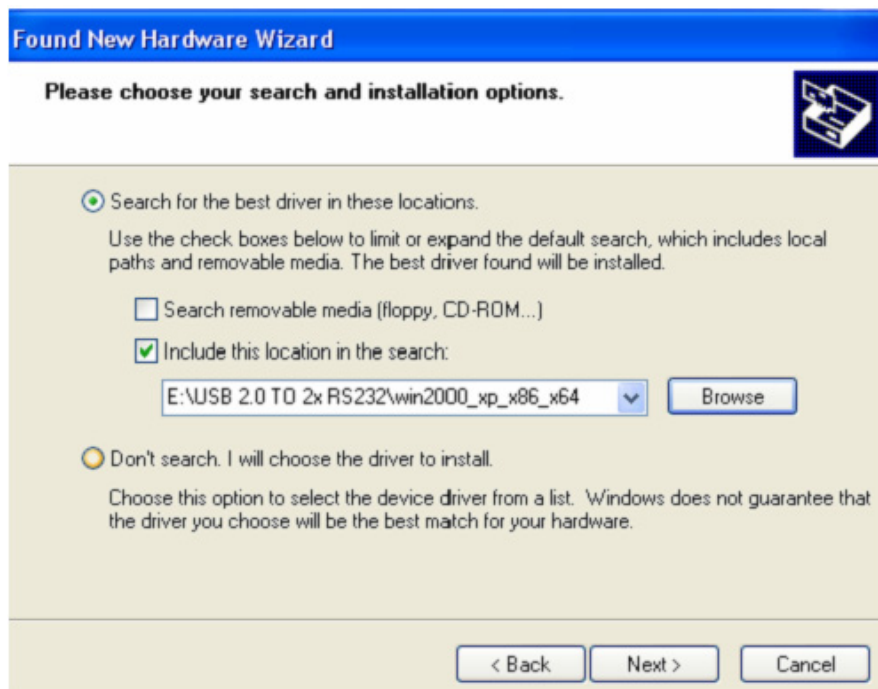 Found New Hardware Wizard
Please choose your search and installation options.
Search for the best driver in these locations.
Use the check boxes below to limit or expand the default search, which includes local
paths and removable media. The best driver found will be installed.
Search removable media (floppy, CD-ROM...)
Include this location in the search:
E:\USB 2.0 TO 2x RS232\win2000_xp_x86_x64
Browse
Don't search. I will choose the driver to install.
Choose this option to select the device driver from a list. Windows does not guarantee that
the driver you choose will be the best match for your hardware.
< Back Next > Cancel